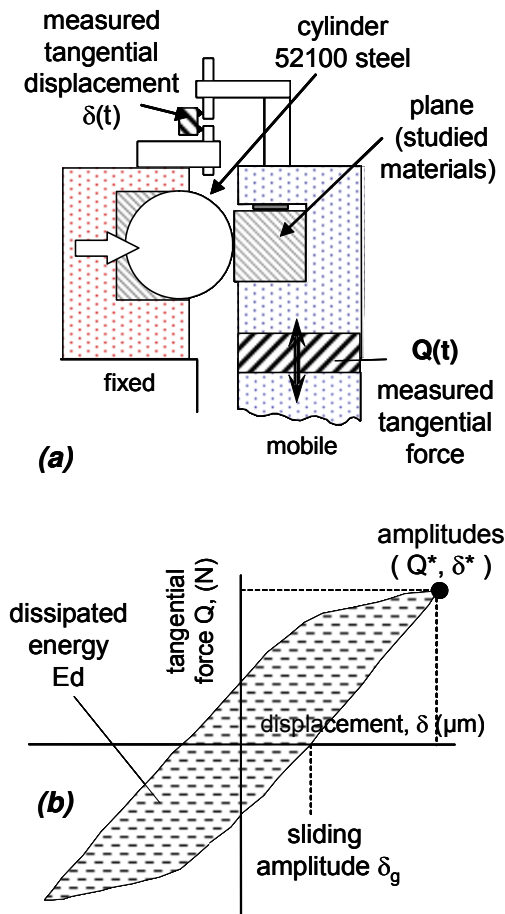 measured
tangential
displacement
δ(t)
cylinder
52100 steel
plane
(studied
materials)
fixed
Q(t)
measured
tangential
force
mobile
(a)
amplitudes
( Q*, δ* )
tangential
force Q, (N)
dissipated
energy
Ed
displacement, δ (µm)
(b)
sliding
amplitude δg